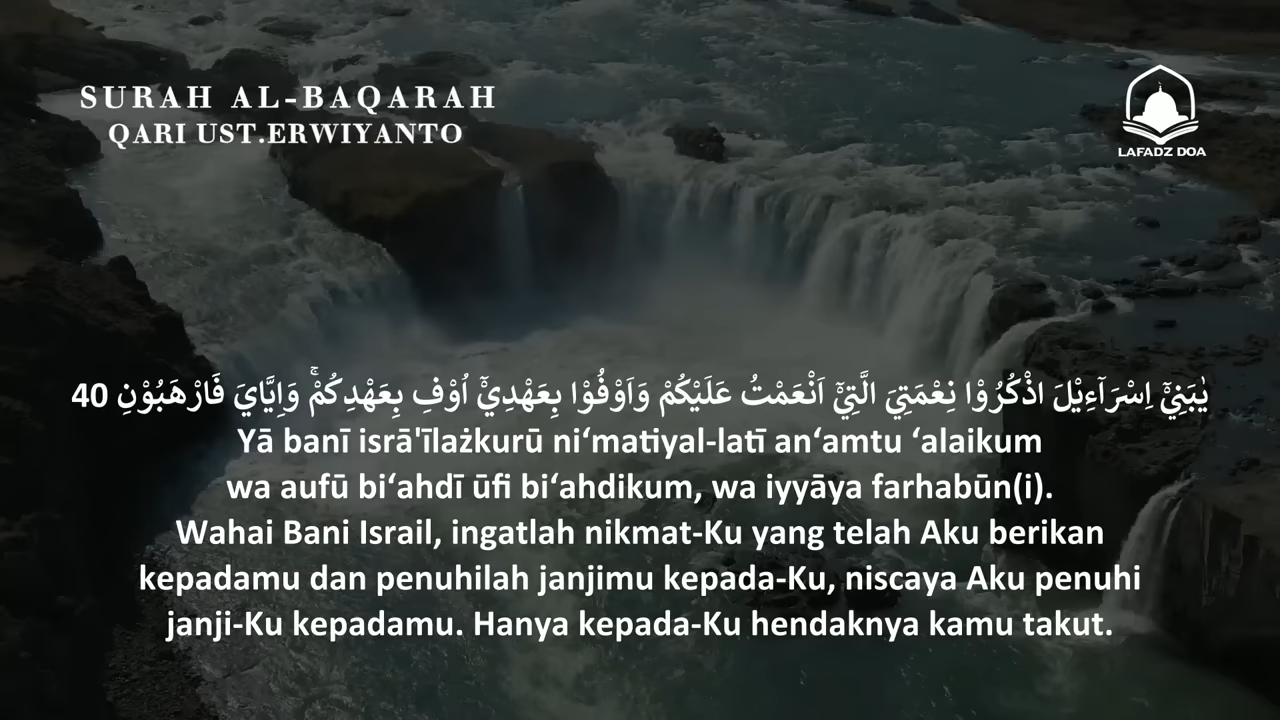 SURAH AL-BAQARAH
QARI UST.ERWIYANTO
LAFADZ DOA
يٰبَنِيْٓ اِسْرَاۤءِيْلَ اذْكُرُوْا نِعْمَتِيَ الَّتِيْٓ اَنْعَمْتُ عَلَيْكُمْ وَاَوْفُوْا بِعَهْدِيْٓ اُوْفِ بِعَهْدِكُمْۚ وَاِيَّايَ فَارْهَبُوْنِ 40
Yā banī isrā'īlażkurū ni‘matiyal-latī an‘amtu ‘alaikum
wa aufū bi‘ahdī ūfi bi‘ahdikum, wa iyyāya farhabūn(i).
Wahai Bani Israil, ingatlah nikmat-Ku yang telah Aku berikan
kepadamu dan penuhilah janjimu kepada-Ku, niscaya Aku penuhi
janji-Ku kepadamu. Hanya kepada-Ku hendaknya kamu takut.